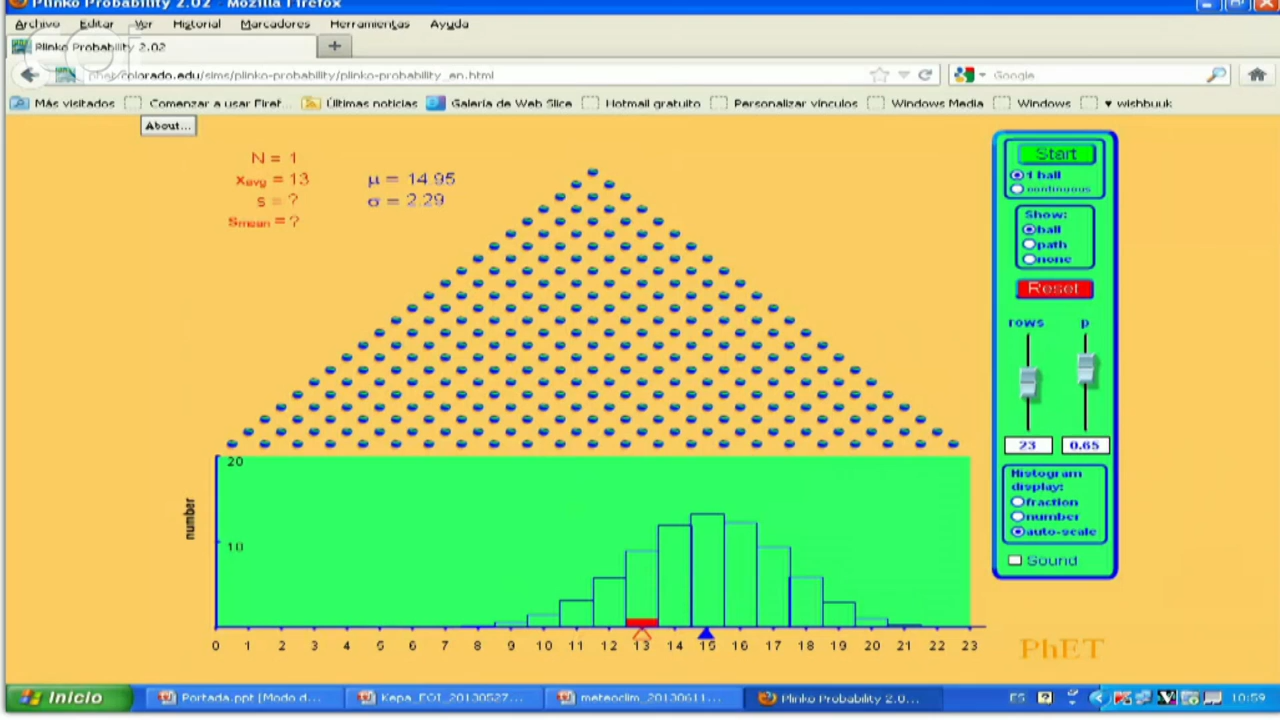 Plinko Probability 2.02 - Mozilla Firefox
Archivo Editar Ver Historial Marcadores Herramientas Ayuda
Plinko Probability 2.02 +
phet.colorado.edu/sims/plinko-probability/plinko-probability_en.html Google
Más visitados Comenzar a usar Firef... Últimas noticias Galería de Web Slice Hotmail gratuito Personalizar vínculos Windows Media Windows ♥ wishbuuk
About...
N = 1
xavg = 13 μ = 14.95
s = ? σ = 2.29
smean = ?
Start
1 ball
continuous
Show:
ball
path
none
Reset
rows p
23 0.65
Histogram
display:
fraction
number
auto-scale
Sound
20
10
number
0 1 2 3 4 5 6 7 8 9 10 11 12 13 14 15 16 17 18 19 20 21 22 23
PhET
Inicio Portada.ppt [Modo d... Kepa_EOI_20130527... meteoclim_20130611... Plinko Probability 2.0... ES 10:59